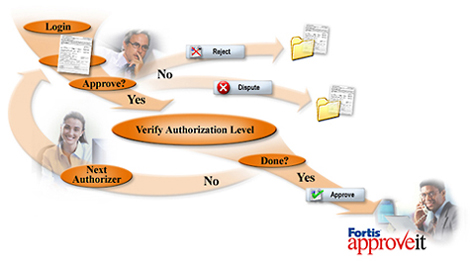 Login
Approve?
No
Reject
Dispute
Yes
Verify Authorization Level
Done?
Next
Authorizer
No
Yes
Approve
Fortis
approveit